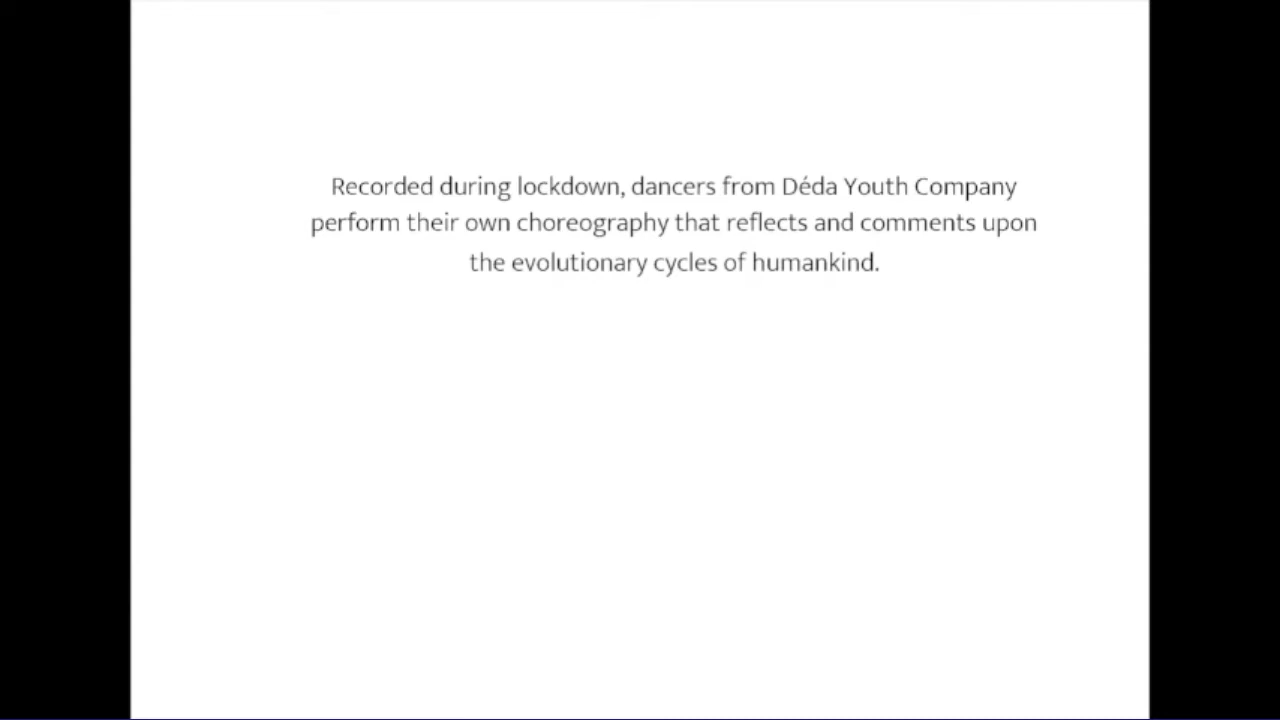 Recorded during lockdown, dancers from Déda Youth Company
perform their own choreography that reflects and comments upon
the evolutionary cycles of humankind.